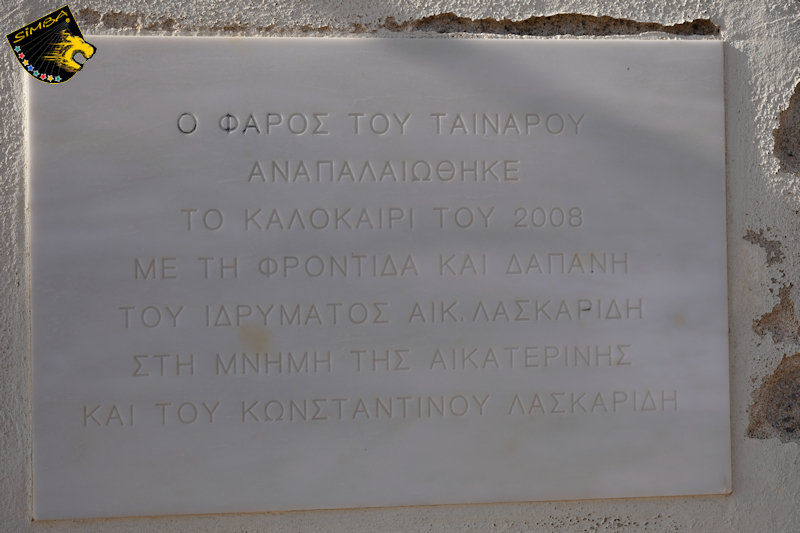 SiMBA
Ο ΦΑΡΟΣ ΤΟΥ ΤΑΙΝΑΡΟΥ
ΑΝΑΠΑΛΑΙΩΘΗΚΕ
ΤΟ ΚΑΛΟΚΑΙΡΙ ΤΟΥ 2008
ΜΕ ΤΗ ΦΡΟΝΤΙΔΑ ΚΑΙ ΔΑΠΑΝΗ
ΤΟΥ ΙΔΡΥΜΑΤΟΣ ΑΙΚ. ΛΑΣΚΑΡΙΔΗ
ΣΤΗ ΜΝΗΜΗ ΤΗΣ ΑΙΚΑΤΕΡΙΝΗΣ
ΚΑΙ ΤΟΥ ΚΩΝΣΤΑΝΤΙΝΟΥ ΛΑΣΚΑΡΙΔΗ